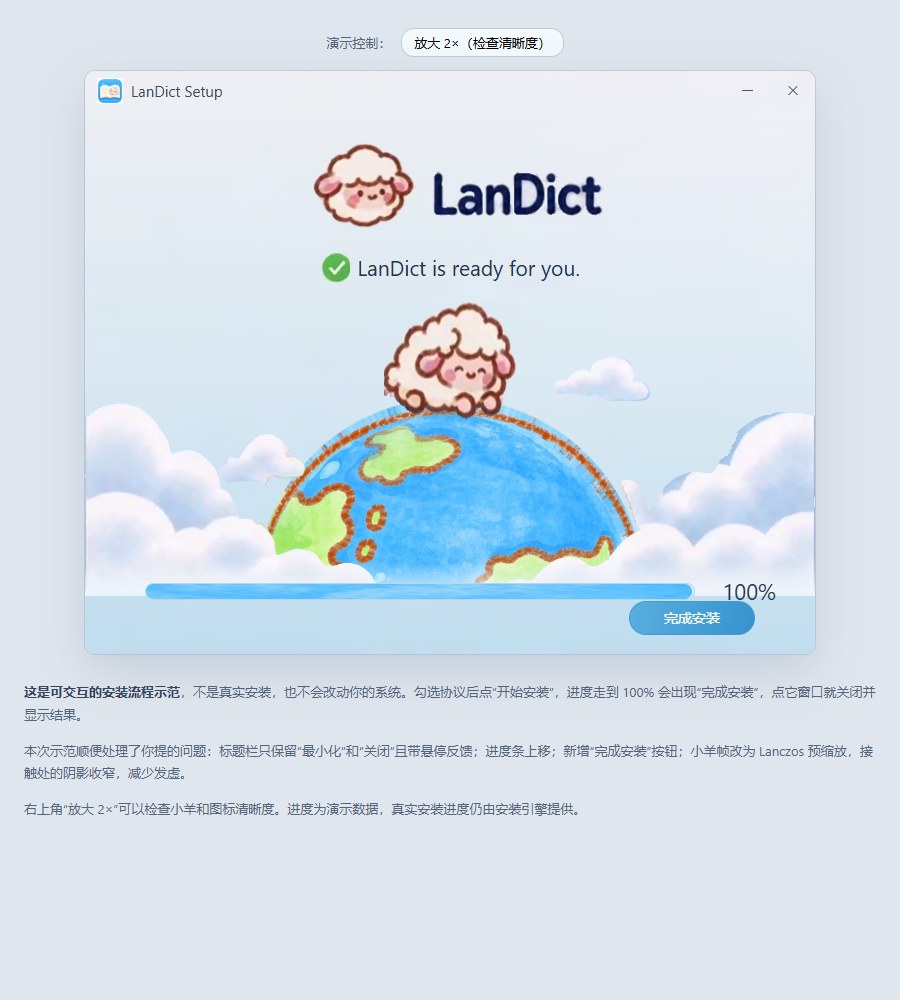 演示控制：
放大 2×（检查清晰度）
LanDict Setup
LanDict
LanDict is ready for you.
100%
完成安装
这是可交互的安装流程示范，不是真实安装，也不会改动你的系统。勾选协议后点“开始安装”，进度走到 100% 会出现“完成安装”，点它窗口就关闭并
显示结果。
本次示范顺便处理了你提的问题：标题栏只保留“最小化”和“关闭”且带悬停反馈；进度条上移；新增“完成安装”按钮；小羊帧改为 Lanczos 预缩放，接
触处的阴影收窄，减少发虚。
右上角“放大 2×”可以检查小羊和图标清晰度。进度为演示数据，真实安装进度仍由安装引擎提供。